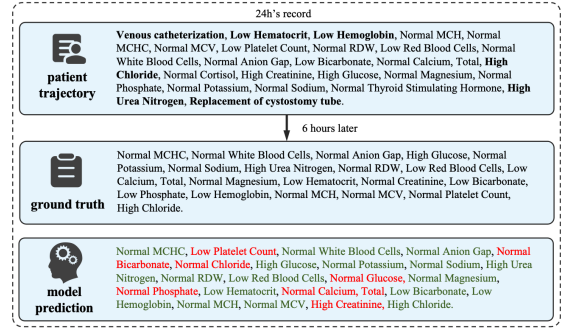 24h's record
Venous catheterization, Low Hematocrit, Low Hemoglobin, Normal MCH, Normal
MCHC, Normal MCV, Low Platelet Count, Normal RDW, Low Red Blood Cells, Normal
White Blood Cells, Normal Anion Gap, Low Bicarbonate, Normal Calcium, Total, High
Chloride, Normal Cortisol, High Creatinine, High Glucose, Normal Magnesium, Normal
Phosphate, Normal Potassium, Normal Sodium, Normal Thyroid Stimulating Hormone, High
Urea Nitrogen, Replacement of cystostomy tube.
patient
trajectory
6 hours later
Normal MCHC, Normal White Blood Cells, Normal Anion Gap, High Glucose, Normal
Potassium, Normal Sodium, High Urea Nitrogen, Normal RDW, Low Red Blood Cells, Low
Calcium, Total, Normal Magnesium, Low Hematocrit, Normal Creatinine, Low Bicarbonate,
Low Phosphate, Low Hemoglobin, Normal MCH, Normal MCV, Normal Platelet Count,
High Chloride.
ground truth
Normal MCHC, Low Platelet Count, Normal White Blood Cells, Normal Anion Gap, Normal
Bicarbonate, Normal Chloride, High Glucose, Normal Potassium, Normal Sodium, High Urea
Nitrogen, Normal RDW, Low Red Blood Cells, Normal Glucose, Normal Magnesium,
Normal Phosphate, Low Hematocrit, Normal Calcium, Total, Low Bicarbonate, Low
Hemoglobin, Normal MCH, Normal MCV, High Creatinine, High Chloride.
model
prediction